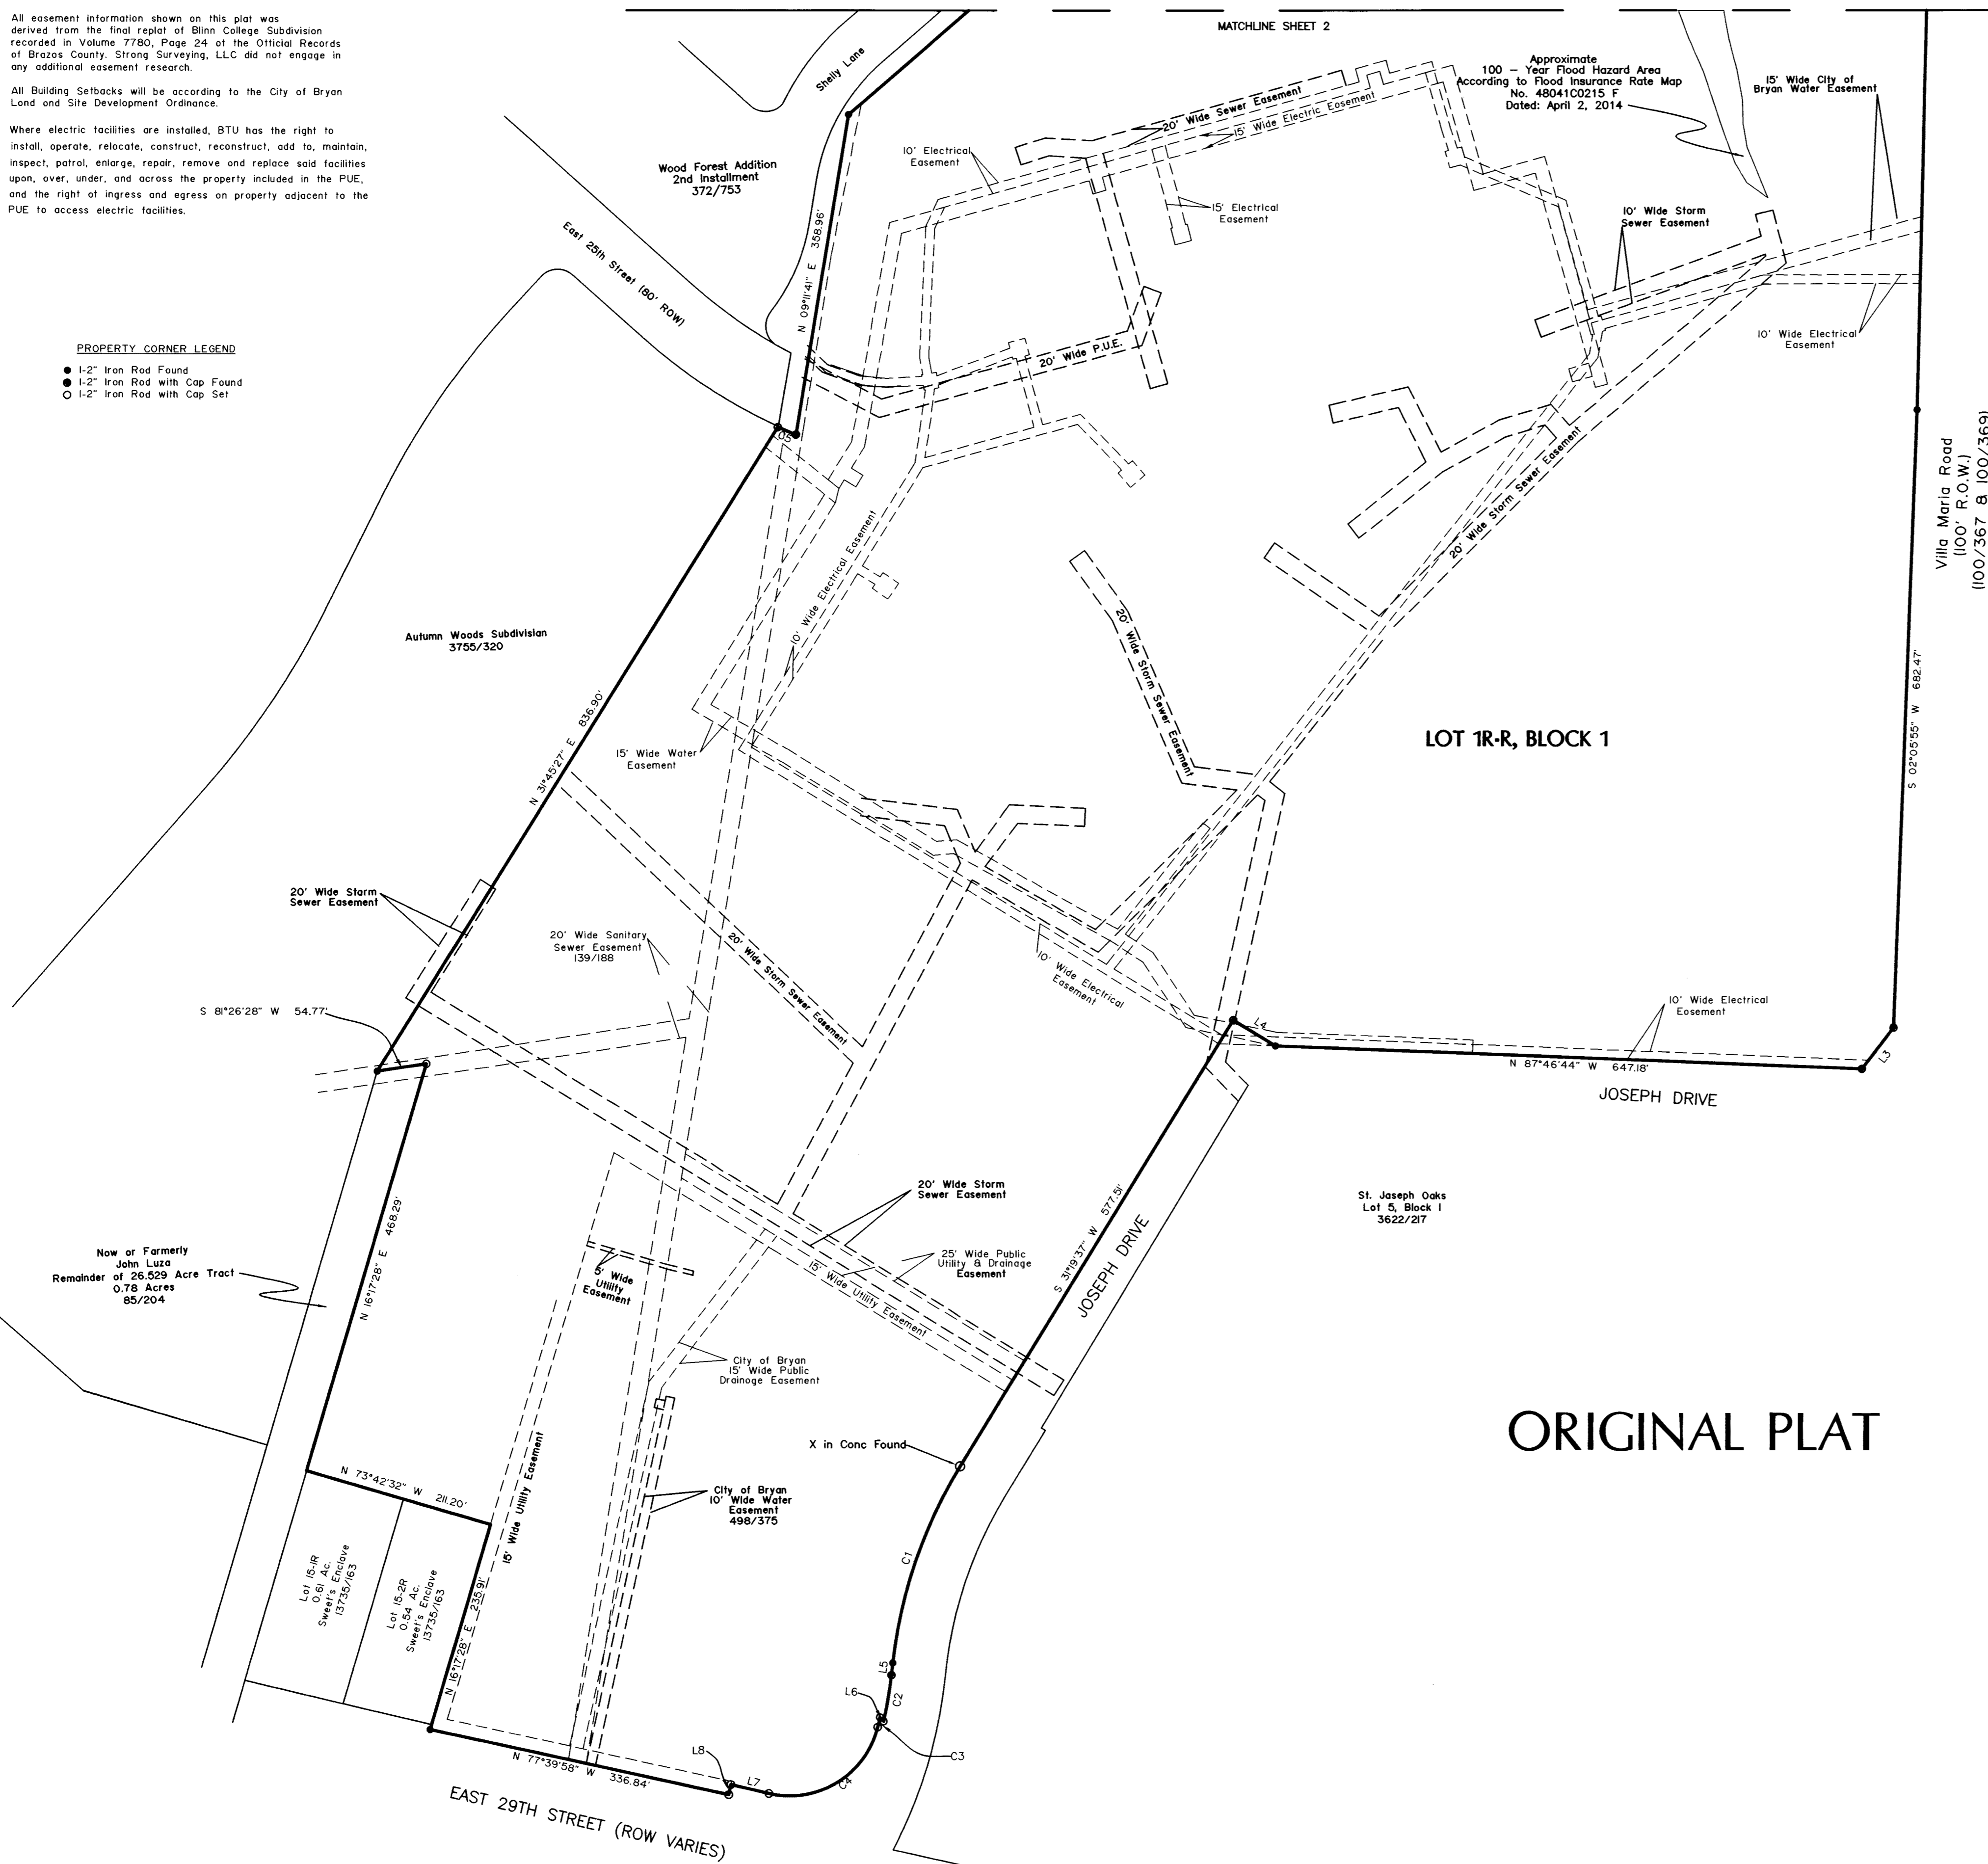 All easement information shown on this plat was
derived from the final replat of Blinn College Subdivision
recorded in Volume 7780, Page 24 of the Official Records
of Brazos County. Strong Surveying, LLC did not engage in
any additional easement research.
All Building Setbacks will be according to the City of Bryan
Land and Site Development Ordinance.
Where electric facilities are installed, BTU has the right to
install, operate, relocate, construct, reconstruct, add to, maintain,
inspect, patrol, enlarge, repair, remove and replace said facilities
upon, over, under, and across the property included in the PUE,
and the right of ingress and egress on property adjacent to the
PUE to access electric facilities.
MATCHLINE SHEET 2
Shelly Lane
Approximate
100 - Year Flood Hazard Area
According to Flood Insurance Rate Map
No. 48041C0215 F
Dated: April 2, 2014
15' Wide City of
Bryan Water Easement
20' Wide Sewer Easement
15' Wide Electric Easement
10' Electrical
Easement
Wood Forest Addition
2nd Installment
372/753
15' Electrical
Easement
10' Wide Storm
Sewer Easement
East 25th Street (80' ROW)
N 09°11'41" E 358.96'
10' Wide Electrical
Easement
20' Wide P.U.E.
PROPERTY CORNER LEGEND
1-2" Iron Rod Found
1-2" Iron Rod with Cap Found
1-2" Iron Rod with Cap Set
Villa Maria Road
(100' R.O.W.)
(100/367 & 100/369)
20' Wide Storm Sewer Easement
10' Wide Electrical Easement
Autumn Woods Subdivision
3755/320
20' Wide Storm Sewer Easement
S 02°05'55" W 682.47'
N 31°45'27" E 836.90'
15' Wide Water
Easement
LOT 1R-R, BLOCK 1
20' Wide Storm
Sewer Easement
20' Wide Sanitary
Sewer Easement
139/188
20' Wide Storm Sewer Easement
10' Wide Electrical
Easement
S 81°26'28" W 54.77'
L4
10' Wide Electrical
Easement
L3
N 87°46'44" W 647.18'
JOSEPH DRIVE
20' Wide Storm
Sewer Easement
St. Joseph Oaks
Lot 5, Block 1
3622/217
S 31°19'37" W 577.51'
JOSEPH DRIVE
N 16°17'28" E 468.29'
Now or Formerly
John Luza
Remainder of 26.529 Acre Tract
0.78 Acres
85/204
5' Wide
Utility
Easement
25' Wide Public
Utility & Drainage
Easement
15' Wide Utility Easement
City of Bryan
15' Wide Public
Drainage Easement
ORIGINAL PLAT
X in Conc Found
15' Wide Utility Easement
N 73°42'32" W 211.20'
City of Bryan
10' Wide Water
Easement
498/375
C1
Lot 15-1R
0.61 Ac.
Sweet's Enclave
13735/163
Lot 15-2R
0.54 Ac.
Sweet's Enclave
13735/163
N 16°17'28" E 235.91'
L5
L6
C2
C3
L8
L7
C4
N 77°39'58" W 336.84'
EAST 29TH STREET (ROW VARIES)